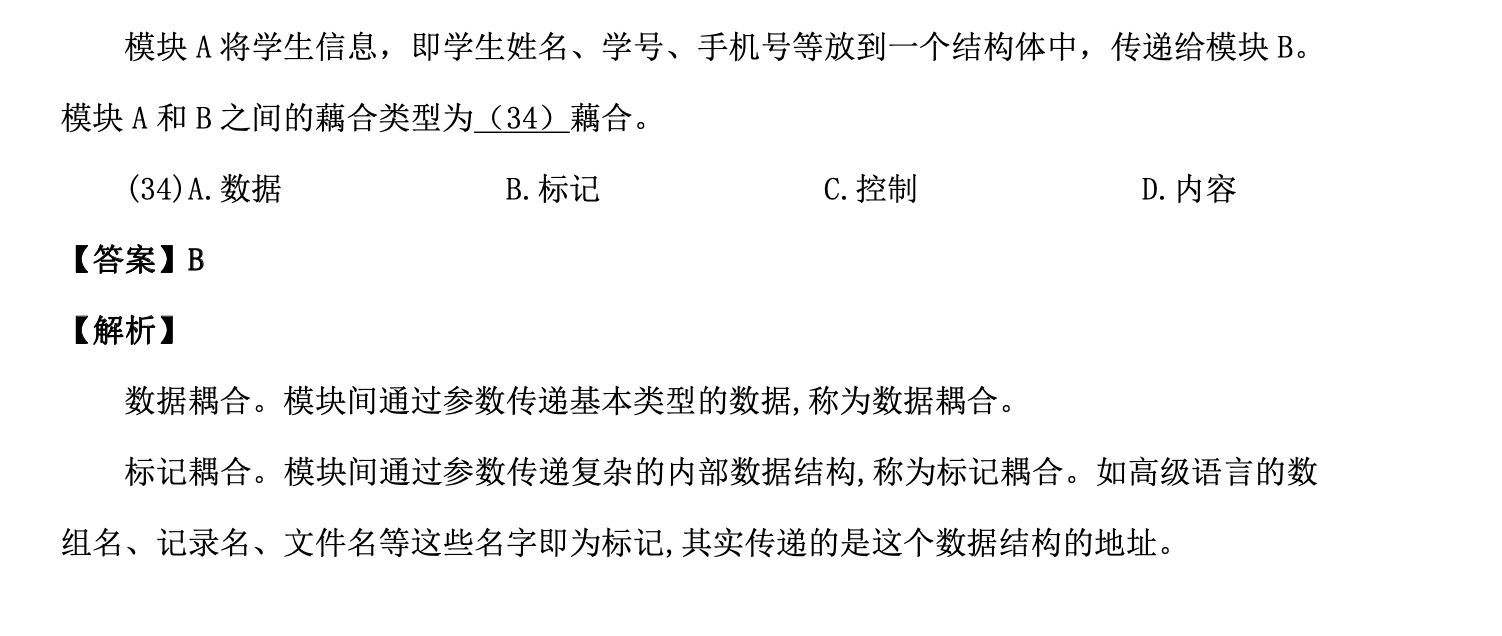 模块 A 将学生信息，即学生姓名、学号、手机号等放到一个结构体中，传递给模块 B。
模块 A 和 B 之间的藕合类型为（34）藕合。
(34)A.数据 B.标记 C.控制 D.内容
【答案】B
【解析】
数据耦合。模块间通过参数传递基本类型的数据,称为数据耦合。
标记耦合。模块间通过参数传递复杂的内部数据结构,称为标记耦合。如高级语言的数
组名、记录名、文件名等这些名字即为标记,其实传递的是这个数据结构的地址。